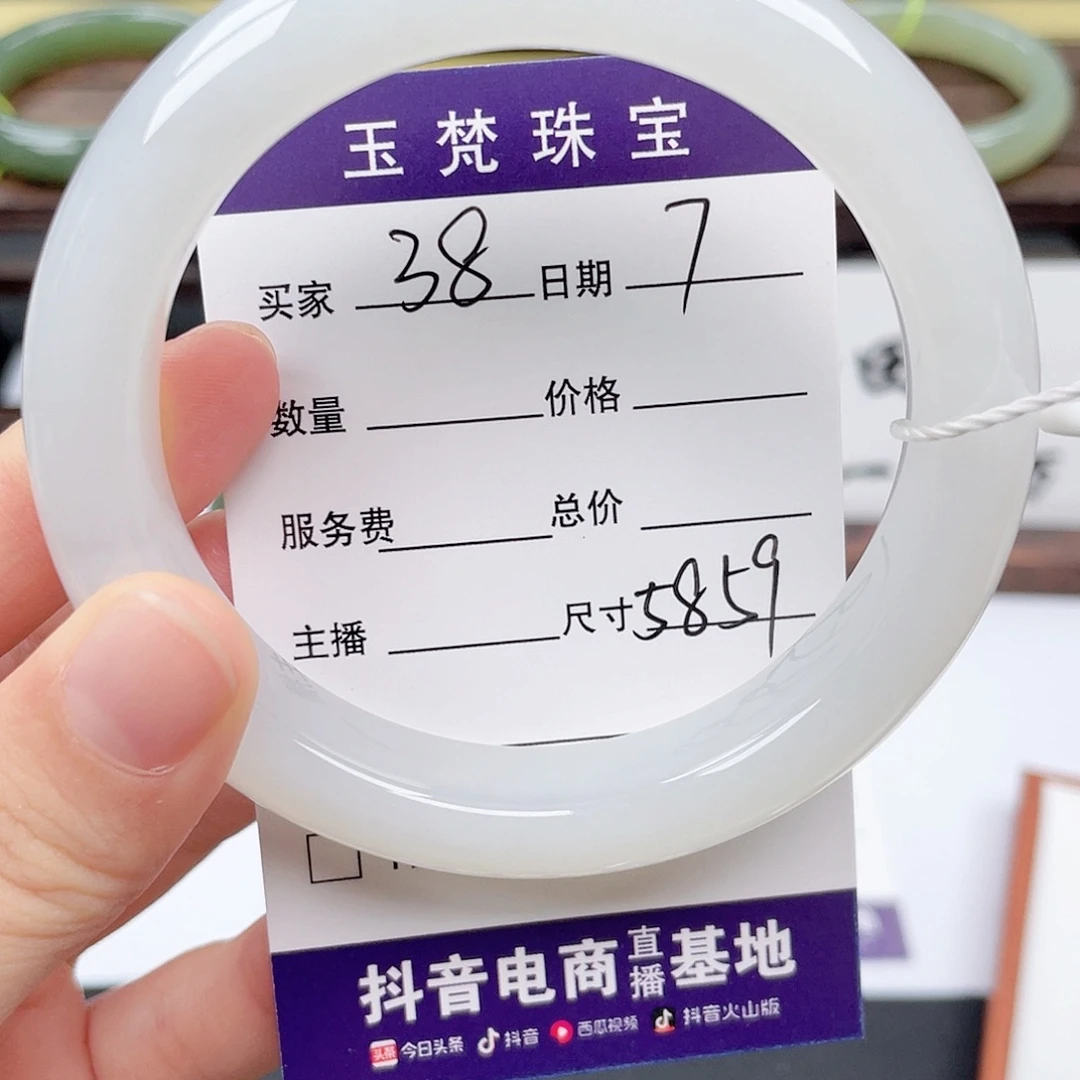 玉梵珠宝
买家 38 日期 7
数量 价格
服务费 总价
主播 尺寸 5859
抖音电商直播基地
头条 今日头条 抖音 西瓜视频 抖音火山版